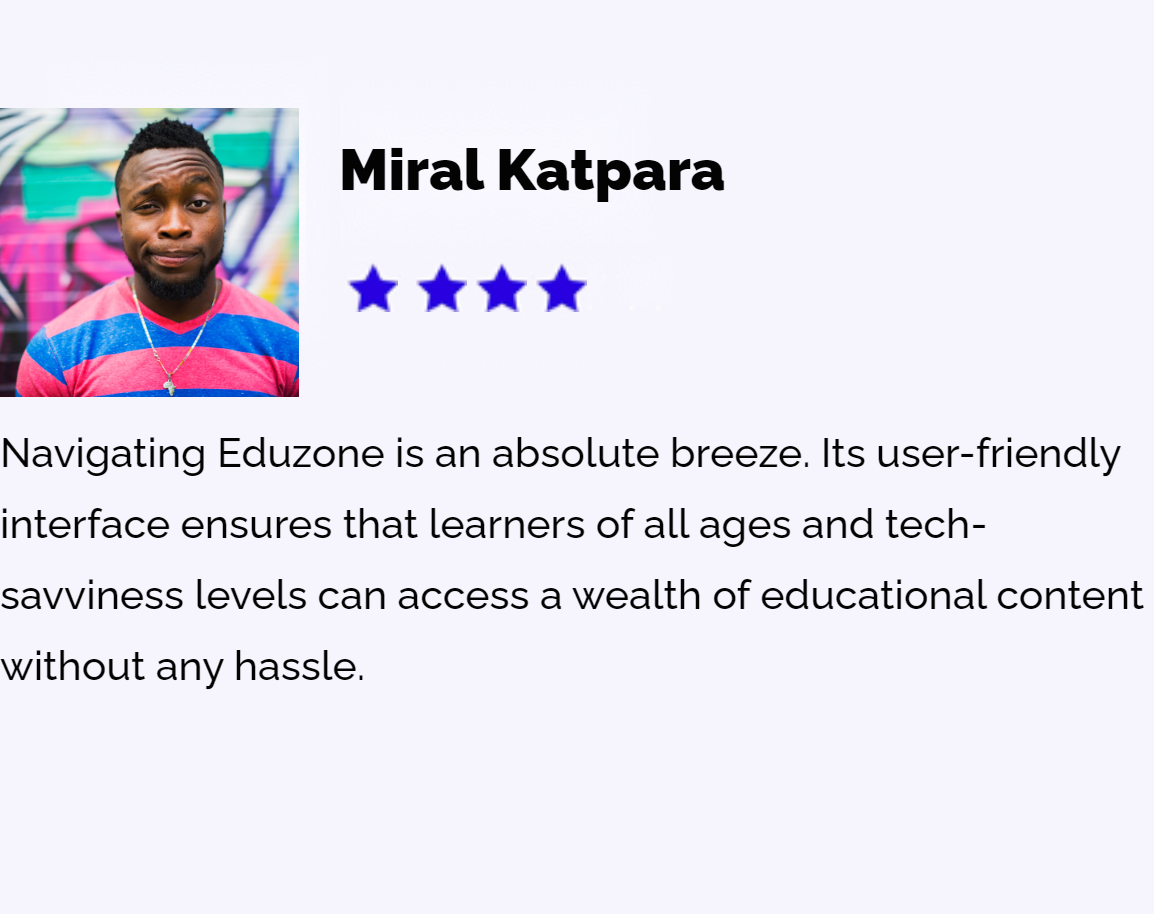 Miral Katpara
Navigating Eduzone is an absolute breeze. Its user-friendly
interface ensures that learners of all ages and tech-
savviness levels can access a wealth of educational content
without any hassle.